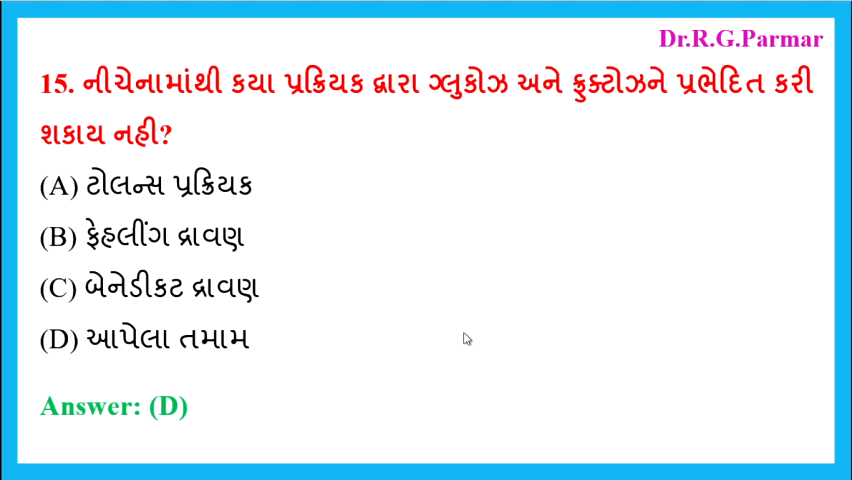 Dr.R.G.Parmar
15. નીચેનામાંથી કયા પ્રક્રિયક દ્વારા ગ્લુકોઝ અને ફ્રુક્ટોઝને પ્રભેદિત કરી
શકાય નહી?
(A) ટોલન્સ પ્રક્રિયક
(B) ફેહલીંગ દ્રાવણ
(C) બેનેડીકટ દ્રાવણ
(D) આપેલા તમામ
Answer: (D)